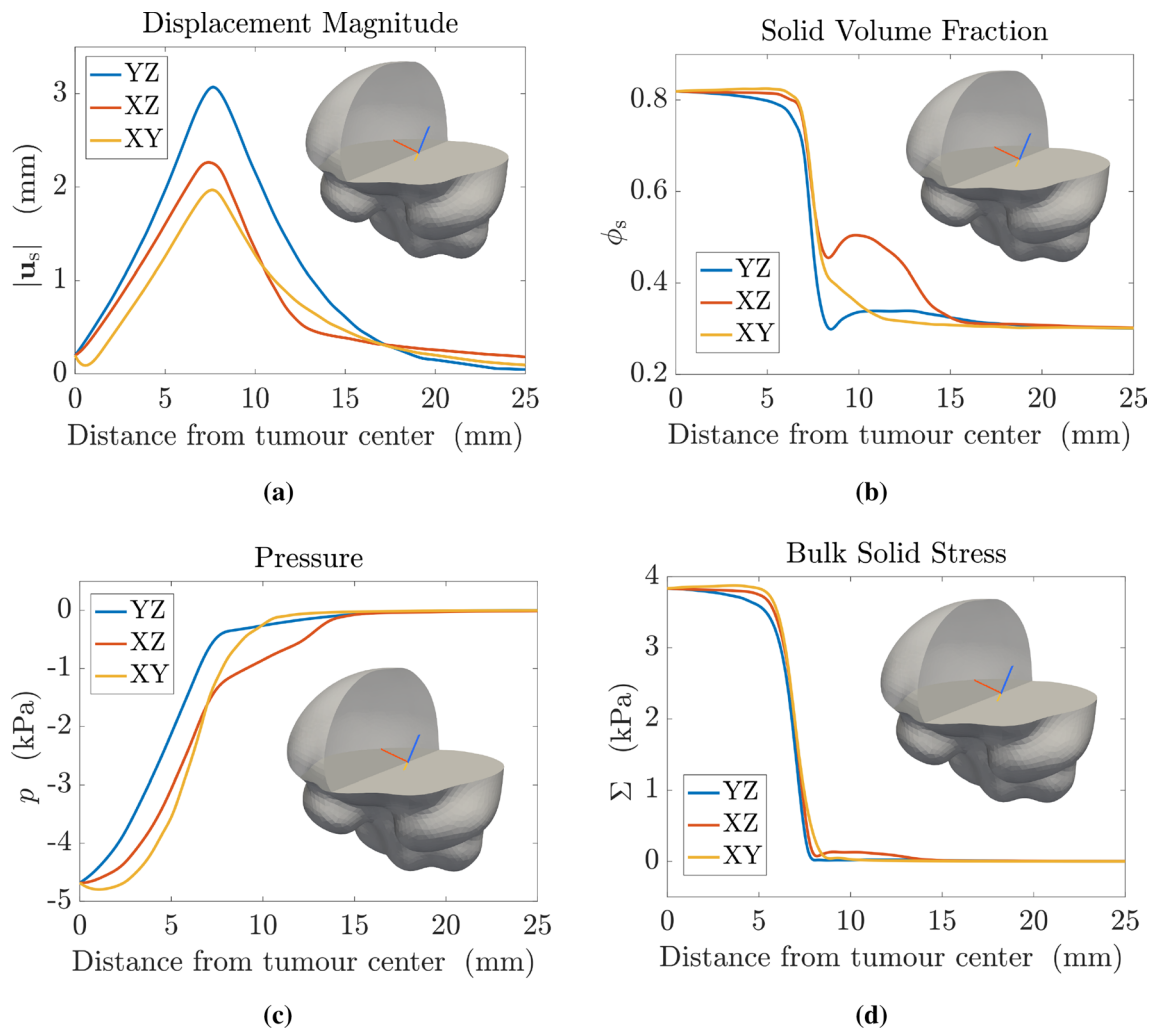 Displacement Magnitude
YZ
XZ
XY
|u_s| (mm)
3
2
1
0
0 5 10 15 20 25
Distance from tumour center (mm)
(a)
Solid Volume Fraction
ϕ_s
0.8
0.6
0.4
0.2
YZ
XZ
XY
0 5 10 15 20 25
Distance from tumour center (mm)
(b)
Pressure
YZ
XZ
XY
p (kPa)
0
-1
-2
-3
-4
-5
0 5 10 15 20 25
Distance from tumour center (mm)
(c)
Bulk Solid Stress
Σ (kPa)
4
3
2
1
0
YZ
XZ
XY
0 5 10 15 20 25
Distance from tumour center (mm)
(d)